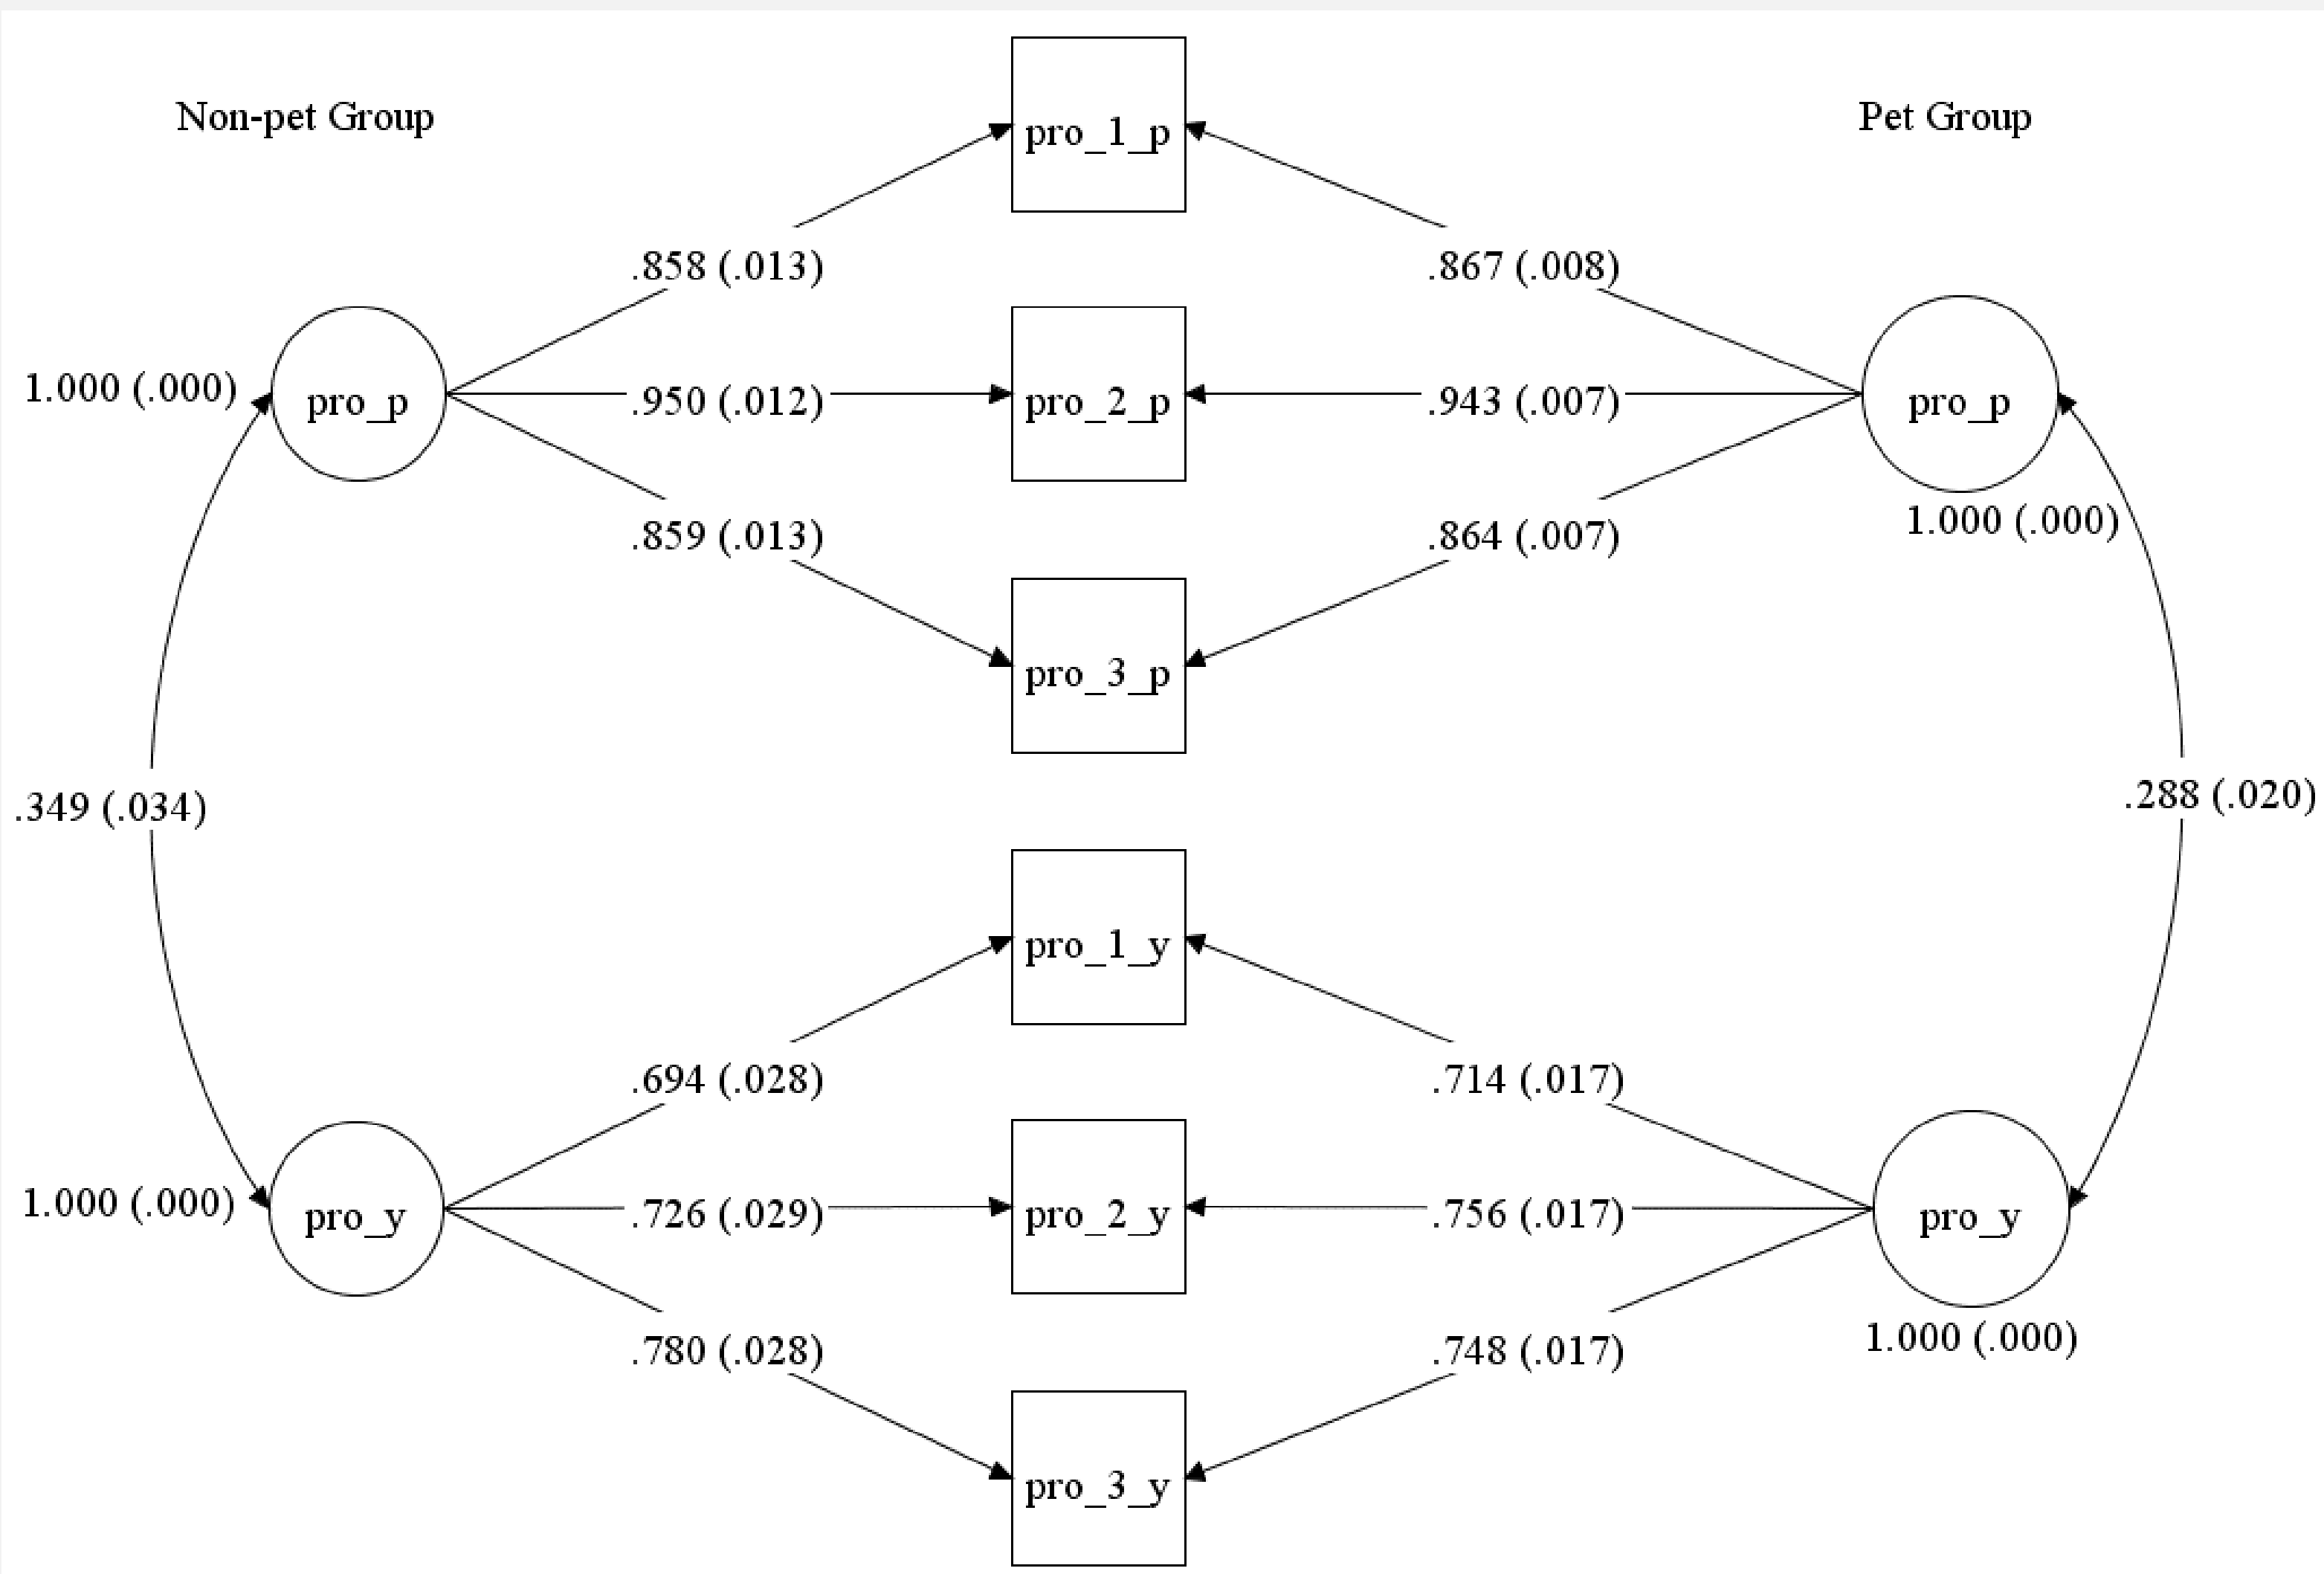 Non-pet Group
Pet Group
pro_1_p
.858 (.013)
.867 (.008)
1.000 (.000)
pro_p
.950 (.012)
pro_2_p
.943 (.007)
pro_p
1.000 (.000)
.859 (.013)
.864 (.007)
pro_3_p
.349 (.034)
.288 (.020)
pro_1_y
.694 (.028)
.714 (.017)
1.000 (.000)
pro_y
.726 (.029)
pro_2_y
.756 (.017)
pro_y
1.000 (.000)
.780 (.028)
.748 (.017)
pro_3_y